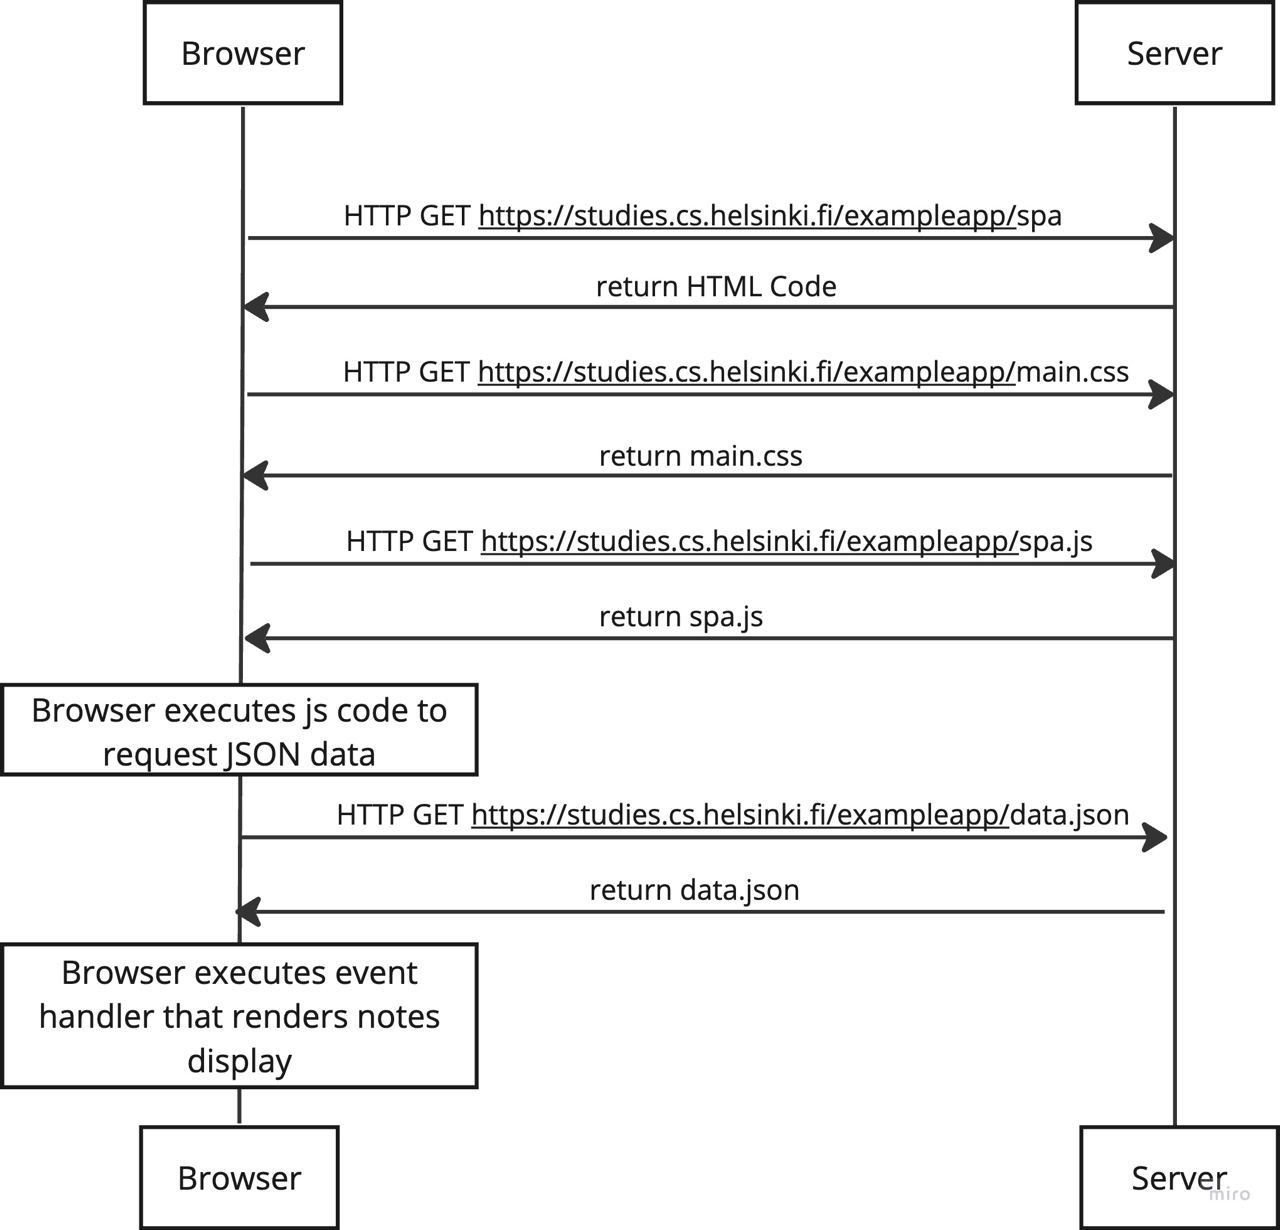 Browser
Server
HTTP GET https://studies.cs.helsinki.fi/exampleapp/spa
return HTML Code
HTTP GET https://studies.cs.helsinki.fi/exampleapp/main.css
return main.css
HTTP GET https://studies.cs.helsinki.fi/exampleapp/spa.js
return spa.js
Browser executes js code to
request JSON data
HTTP GET https://studies.cs.helsinki.fi/exampleapp/data.json
return data.json
Browser executes event
handler that renders notes
display
Browser
Server
miro